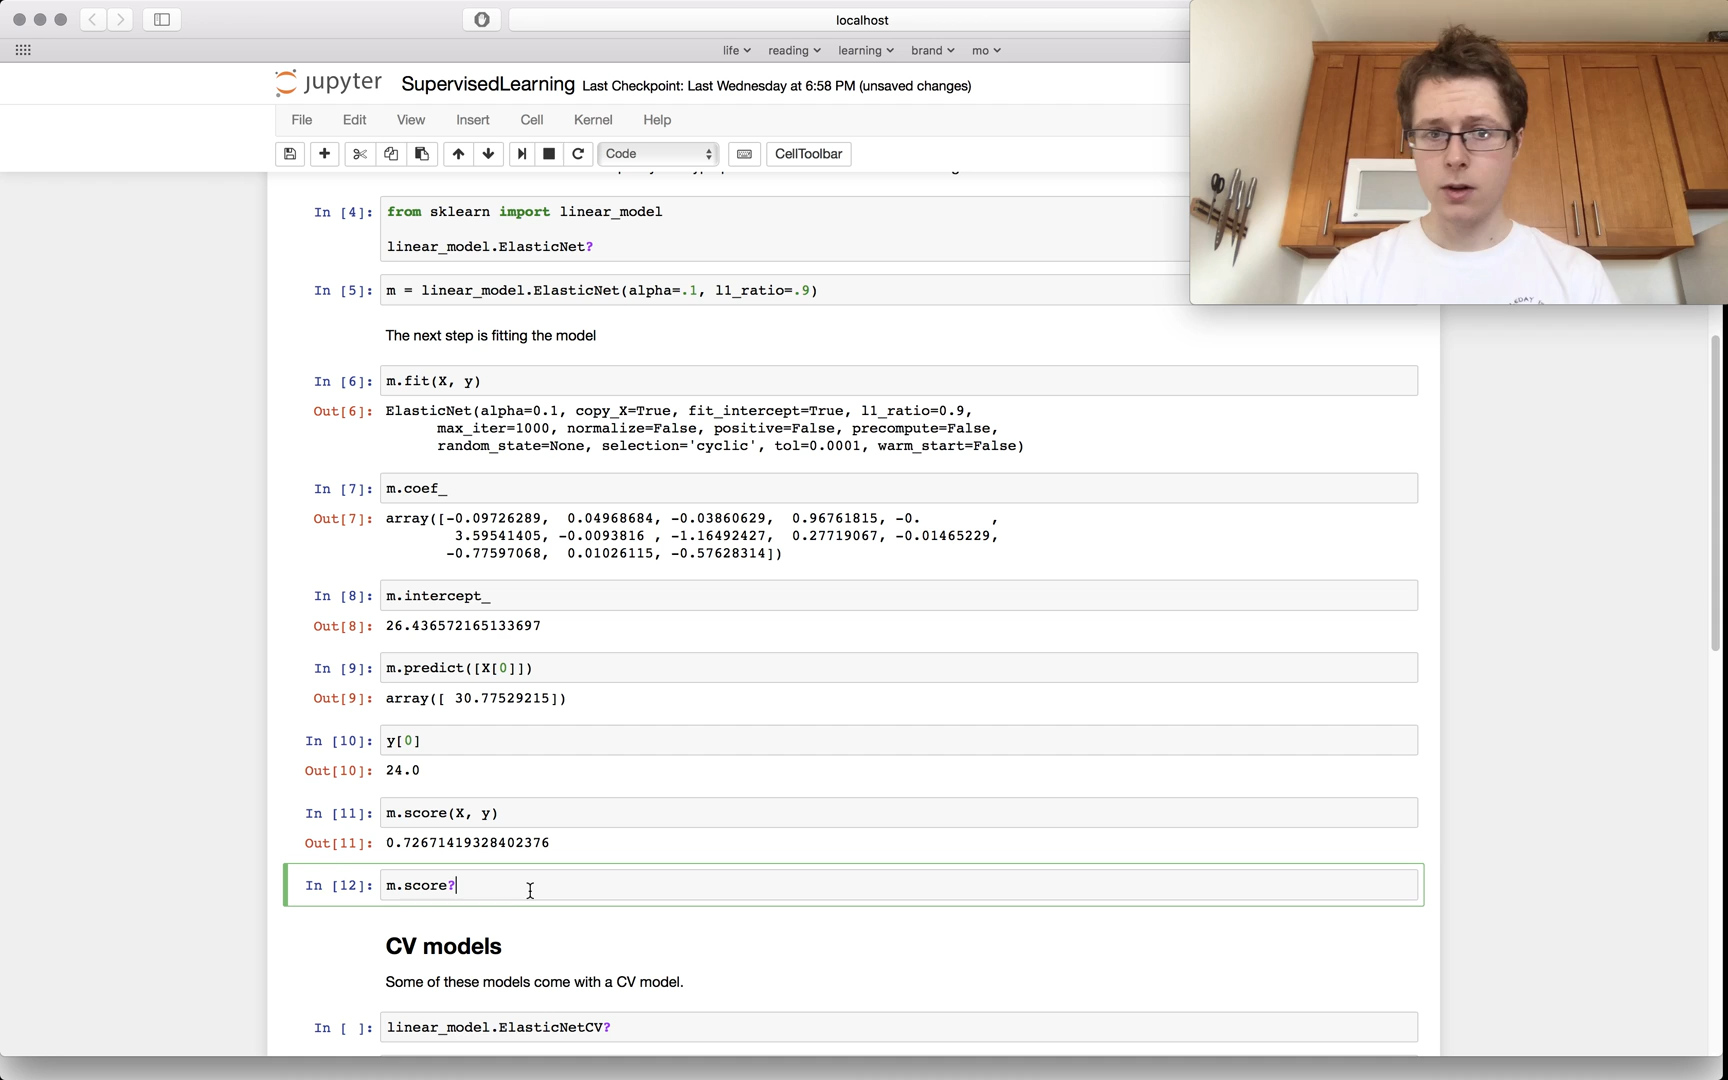 localhost
life reading learning brand mo
jupyter SupervisedLearning Last Checkpoint: Last Wednesday at 6:58 PM (unsaved changes)
File Edit View Insert Cell Kernel Help
Code CellToolbar
In [4]: from sklearn import linear_model
linear_model.ElasticNet?
In [5]: m = linear_model.ElasticNet(alpha=.1, l1_ratio=.9)
The next step is fitting the model
In [6]: m.fit(X, y)
Out[6]: ElasticNet(alpha=0.1, copy_X=True, fit_intercept=True, l1_ratio=0.9,
max_iter=1000, normalize=False, positive=False, precompute=False,
random_state=None, selection='cyclic', tol=0.0001, warm_start=False)
In [7]: m.coef_
Out[7]: array([-0.09726289, 0.04968684, -0.03860629, 0.96761815, -0. ,
3.59541405, -0.0093816 , -1.16492427, 0.27719067, -0.01465229,
-0.77597068, 0.01026115, -0.57628314])
In [8]: m.intercept_
Out[8]: 26.436572165133697
In [9]: m.predict([X[0]])
Out[9]: array([ 30.77529215])
In [10]: y[0]
Out[10]: 24.0
In [11]: m.score(X, y)
Out[11]: 0.72671419328402376
In [12]: m.score?
CV models
Some of these models come with a CV model.
In [ ]: linear_model.ElasticNetCV?